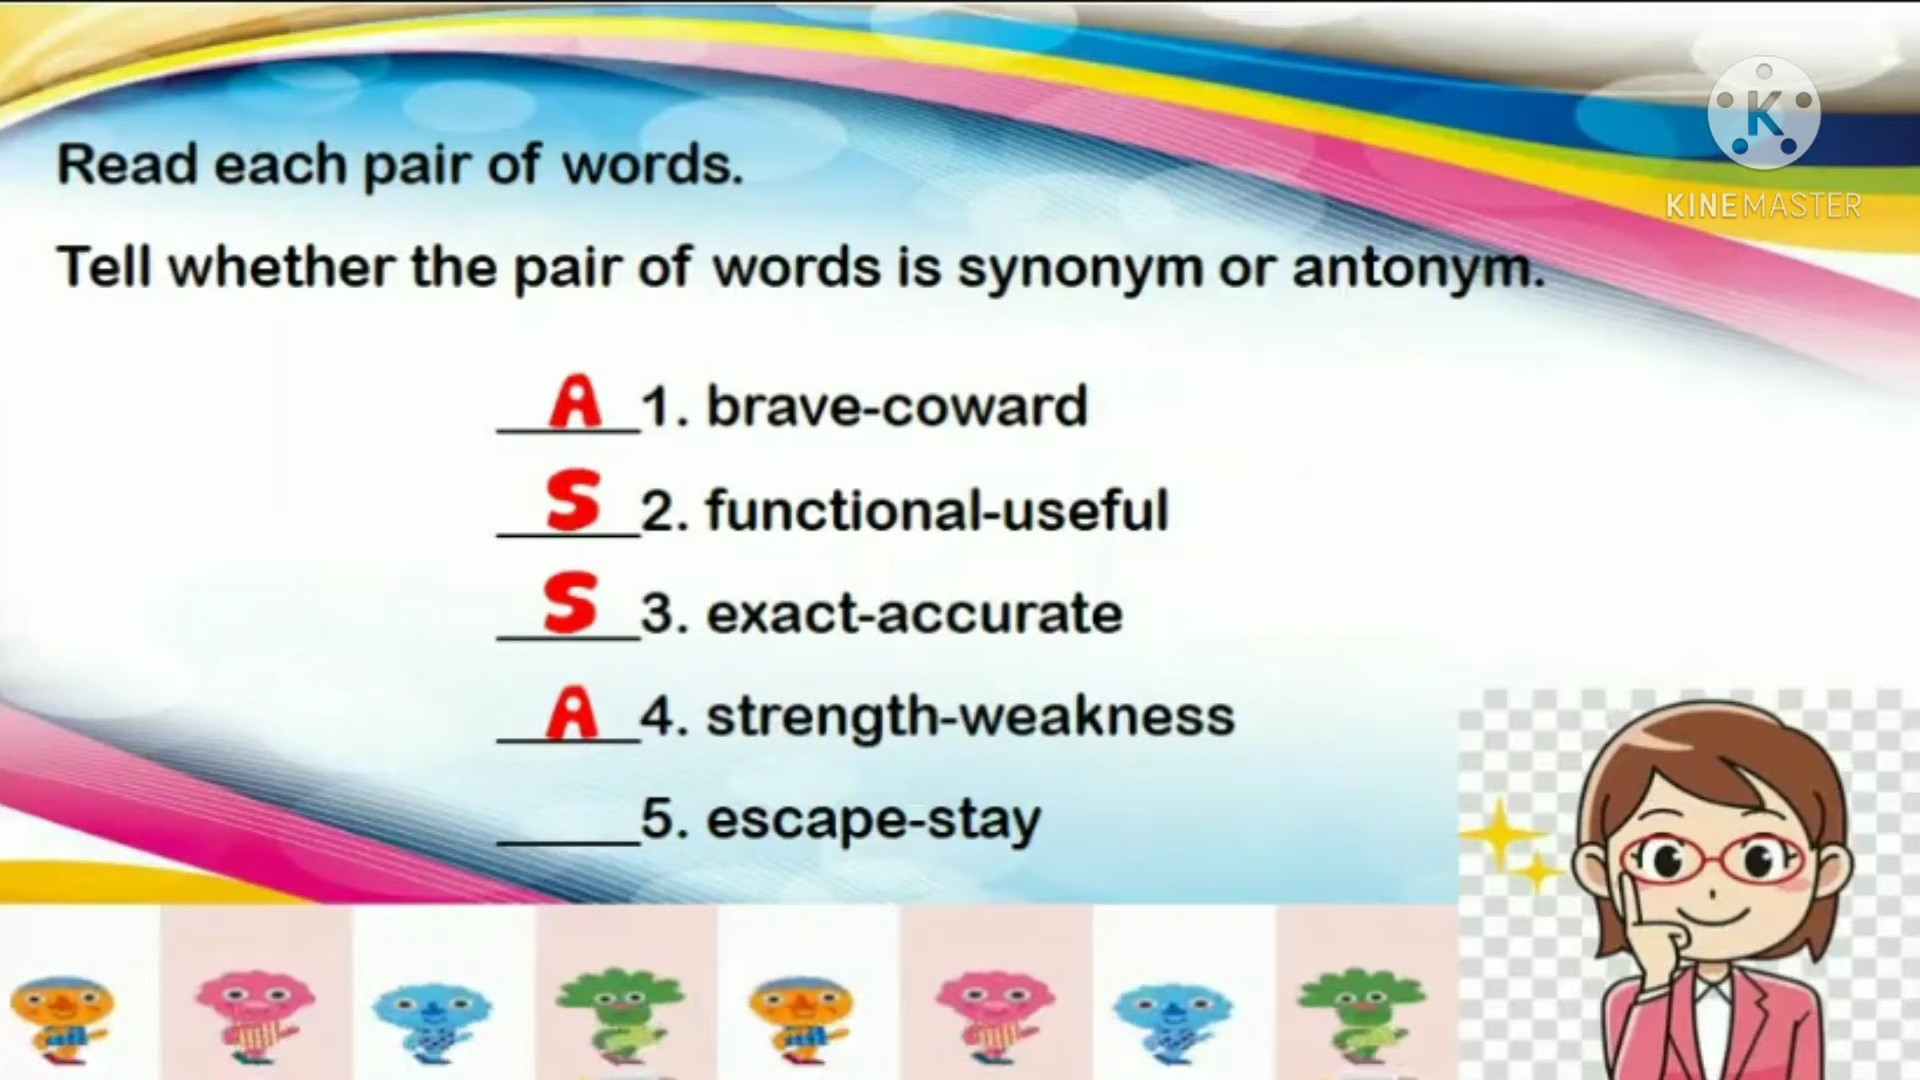 K
KINEMASTER
Read each pair of words.
Tell whether the pair of words is synonym or antonym.
A 1. brave-coward
S 2. functional-useful
S 3. exact-accurate
A 4. strength-weakness
____5. escape-stay